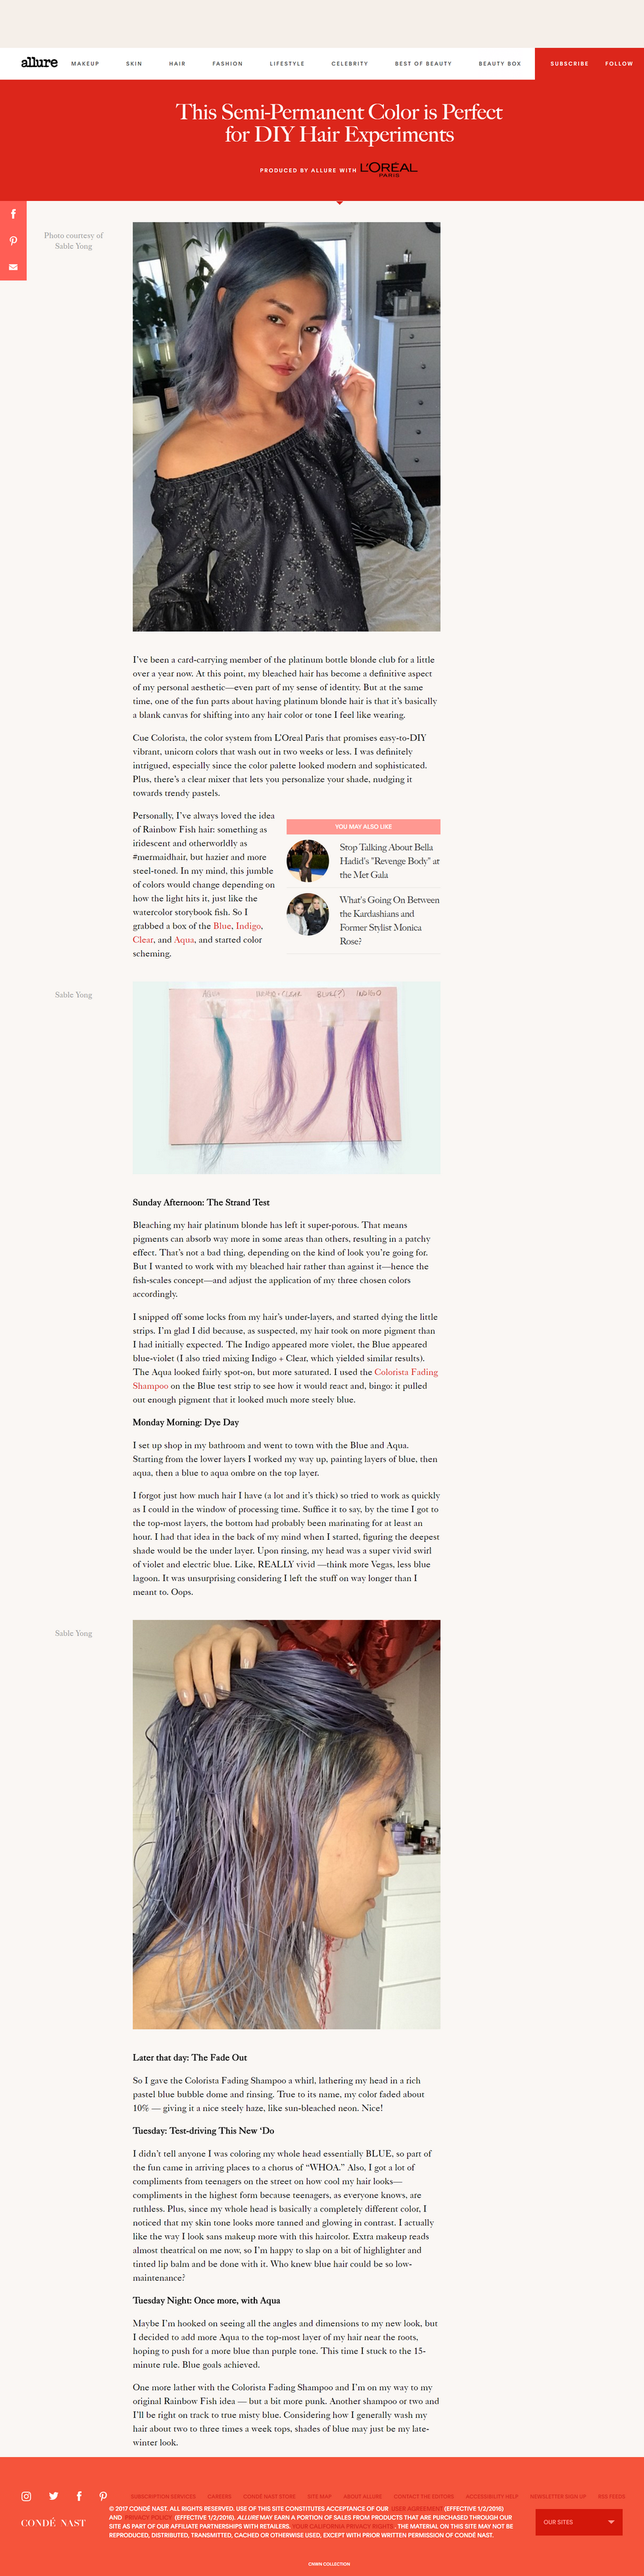 allure
MAKEUP SKIN HAIR FASHION LIFESTYLE CELEBRITY BEST OF BEAUTY BEAUTY BOX SUBSCRIBE FOLLOW
This Semi-Permanent Color is Perfect
for DIY Hair Experiments
PRODUCED BY ALLURE WITH L'ORÉAL
PARIS
Photo courtesy of
Sable Yong
I've been a card-carrying member of the platinum bottle blonde club for a little
over a year now. At this point, my bleached hair has become a definitive aspect
of my personal aesthetic—even part of my sense of identity. But at the same
time, one of the fun parts about having platinum blonde hair is that it's basically
a blank canvas for shifting into any hair color or tone I feel like wearing.
Cue Colorista, the color system from L'Oreal Paris that promises easy-to-DIY
vibrant, unicorn colors that wash out in two weeks or less. I was definitely
intrigued, especially since the color palette looked modern and sophisticated.
Plus, there's a clear mixer that lets you personalize your shade, nudging it
towards trendy pastels.
Personally, I've always loved the idea
of Rainbow Fish hair: something as
iridescent and otherworldly as
#mermaidhair, but hazier and more
steel-toned. In my mind, this jumble
of colors would change depending on
how the light hits it, just like the
watercolor storybook fish. So I
grabbed a box of the Blue, Indigo,
Clear, and Aqua, and started color
scheming.
YOU MAY ALSO LIKE
Stop Talking About Bella
Hadid's "Revenge Body" at
the Met Gala
What's Going On Between
the Kardashians and
Former Stylist Monica
Rose?
Sable Yong
AQUA INDIGO + CLEAR BLUE(?) INDIGO
Sunday Afternoon: The Strand Test
Bleaching my hair platinum blonde has left it super-porous. That means
pigments can absorb way more in some areas than others, resulting in a patchy
effect. That's not a bad thing, depending on the kind of look you're going for.
But I wanted to work with my bleached hair rather than against it—hence the
fish-scales concept—and adjust the application of my three chosen colors
accordingly.
I snipped off some locks from my hair's under-layers, and started dying the little
strips. I'm glad I did because, as suspected, my hair took on more pigment than
I had initially expected. The Indigo appeared more violet, the Blue appeared
blue-violet (I also tried mixing Indigo + Clear, which yielded similar results).
The Aqua looked fairly spot-on, but more saturated. I used the Colorista Fading
Shampoo on the Blue test strip to see how it would react and, bingo: it pulled
out enough pigment that it looked much more steely blue.
Monday Morning: Dye Day
I set up shop in my bathroom and went to town with the Blue and Aqua.
Starting from the lower layers I worked my way up, painting layers of blue, then
aqua, then a blue to aqua ombre on the top layer.
I forgot just how much hair I have (a lot and it's thick) so tried to work as quickly
as I could in the window of processing time. Suffice it to say, by the time I got to
the top-most layers, the bottom had probably been marinating for at least an
hour. I had that idea in the back of my mind when I started, figuring the deepest
shade would be the under layer. Upon rinsing, my head was a super vivid swirl
of violet and electric blue. Like, REALLY vivid —think more Vegas, less blue
lagoon. It was unsurprising considering I left the stuff on way longer than I
meant to. Oops.
Sable Yong
Later that day: The Fade Out
So I gave the Colorista Fading Shampoo a whirl, lathering my head in a rich
pastel blue bubble dome and rinsing. True to its name, my color faded about
10% — giving it a nice steely haze, like sun-bleached neon. Nice!
Tuesday: Test-driving This New 'Do
I didn't tell anyone I was coloring my whole head essentially BLUE, so part of
the fun came in arriving places to a chorus of "WHOA." Also, I got a lot of
compliments from teenagers on the street on how cool my hair looks—
compliments in the highest form because teenagers, as everyone knows, are
ruthless. Plus, since my whole head is basically a completely different color, I
noticed that my skin tone looks more tanned and glowing in contrast. I actually
like the way I look sans makeup more with this haircolor. Extra makeup reads
almost theatrical on me now, so I'm happy to slap on a bit of highlighter and
tinted lip balm and be done with it. Who knew blue hair could be so low-
maintenance?
Tuesday Night: Once more, with Aqua
Maybe I'm hooked on seeing all the angles and dimensions to my new look, but
I decided to add more Aqua to the top-most layer of my hair near the roots,
hoping to push for a more blue than purple tone. This time I stuck to the 15-
minute rule. Blue goals achieved.
One more lather with the Colorista Fading Shampoo and I'm on my way to my
original Rainbow Fish idea — but a bit more punk. Another shampoo or two and
I'll be right on track to true misty blue. Considering how I generally wash my
hair about two to three times a week tops, shades of blue may just be my late-
winter look.
SUBSCRIPTION SERVICES CAREERS CONDÉ NAST STORE SITE MAP ABOUT ALLURE CONTACT THE EDITORS ACCESSIBILITY HELP NEWSLETTER SIGN UP RSS FEEDS
CONDÉ NAST
© 2017 CONDÉ NAST. ALL RIGHTS RESERVED. USE OF THIS SITE CONSTITUTES ACCEPTANCE OF OUR USER AGREEMENT (EFFECTIVE 1/2/2016)
AND PRIVACY POLICY (EFFECTIVE 1/2/2016). ALLURE MAY EARN A PORTION OF SALES FROM PRODUCTS THAT ARE PURCHASED THROUGH OUR
SITE AS PART OF OUR AFFILIATE PARTNERSHIPS WITH RETAILERS. YOUR CALIFORNIA PRIVACY RIGHTS. THE MATERIAL ON THIS SITE MAY NOT BE
REPRODUCED, DISTRIBUTED, TRANSMITTED, CACHED OR OTHERWISE USED, EXCEPT WITH PRIOR WRITTEN PERMISSION OF CONDÉ NAST.
OUR SITES
CNMN COLLECTION